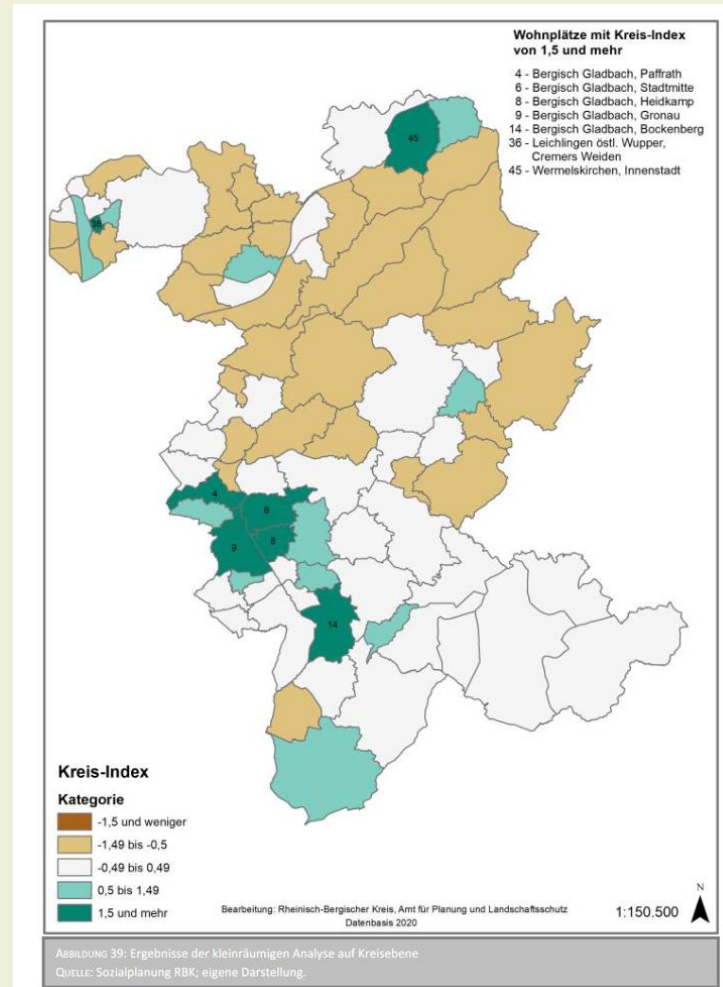 Wohnplätze mit Kreis-Index
von 1,5 und mehr
4 - Bergisch Gladbach, Paffrath
6 - Bergisch Gladbach, Stadtmitte
8 - Bergisch Gladbach, Heidkamp
9 - Bergisch Gladbach, Gronau
14 - Bergisch Gladbach, Bockenberg
36 - Leichlingen östl. Wupper,
Cremers Weiden
45 - Wermelskirchen, Innenstadt
45
36
4
6
8
9
14
Kreis-Index
Kategorie
-1,5 und weniger
-1,49 bis -0,5
-0,49 bis 0,49
0,5 bis 1,49
1,5 und mehr
Bearbeitung: Rheinisch-Bergischer Kreis, Amt für Planung und Landschaftsschutz
Datenbasis 2020
1:150.500
N
ABBILDUNG 39: Ergebnisse der kleinräumigen Analyse auf Kreisebene
QUELLE: Sozialplanung RBK; eigene Darstellung.